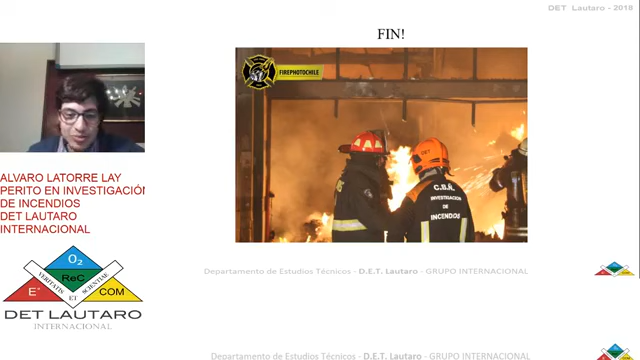 DET Lautaro - 2018
FIN!
FIREPHOTOCHILE
DET
C.B.Ñ.
INVESTIGACIÓN
DE
INCENDIOS
ALVARO LATORRE LAY
PERITO EN INVESTIGACIÓN
DE INCENDIOS
DET LAUTARO
INTERNACIONAL
O₂
ReC
E°
COM
VERITATIS
ET
SCIENTIAE
DET LAUTARO
INTERNACIONAL
Departamento de Estudios Técnicos - D.E.T. Lautaro - GRUPO INTERNACIONAL
Departamento de Estudios Técnicos - D.E.T. Lautaro - GRUPO INTERNACIONAL